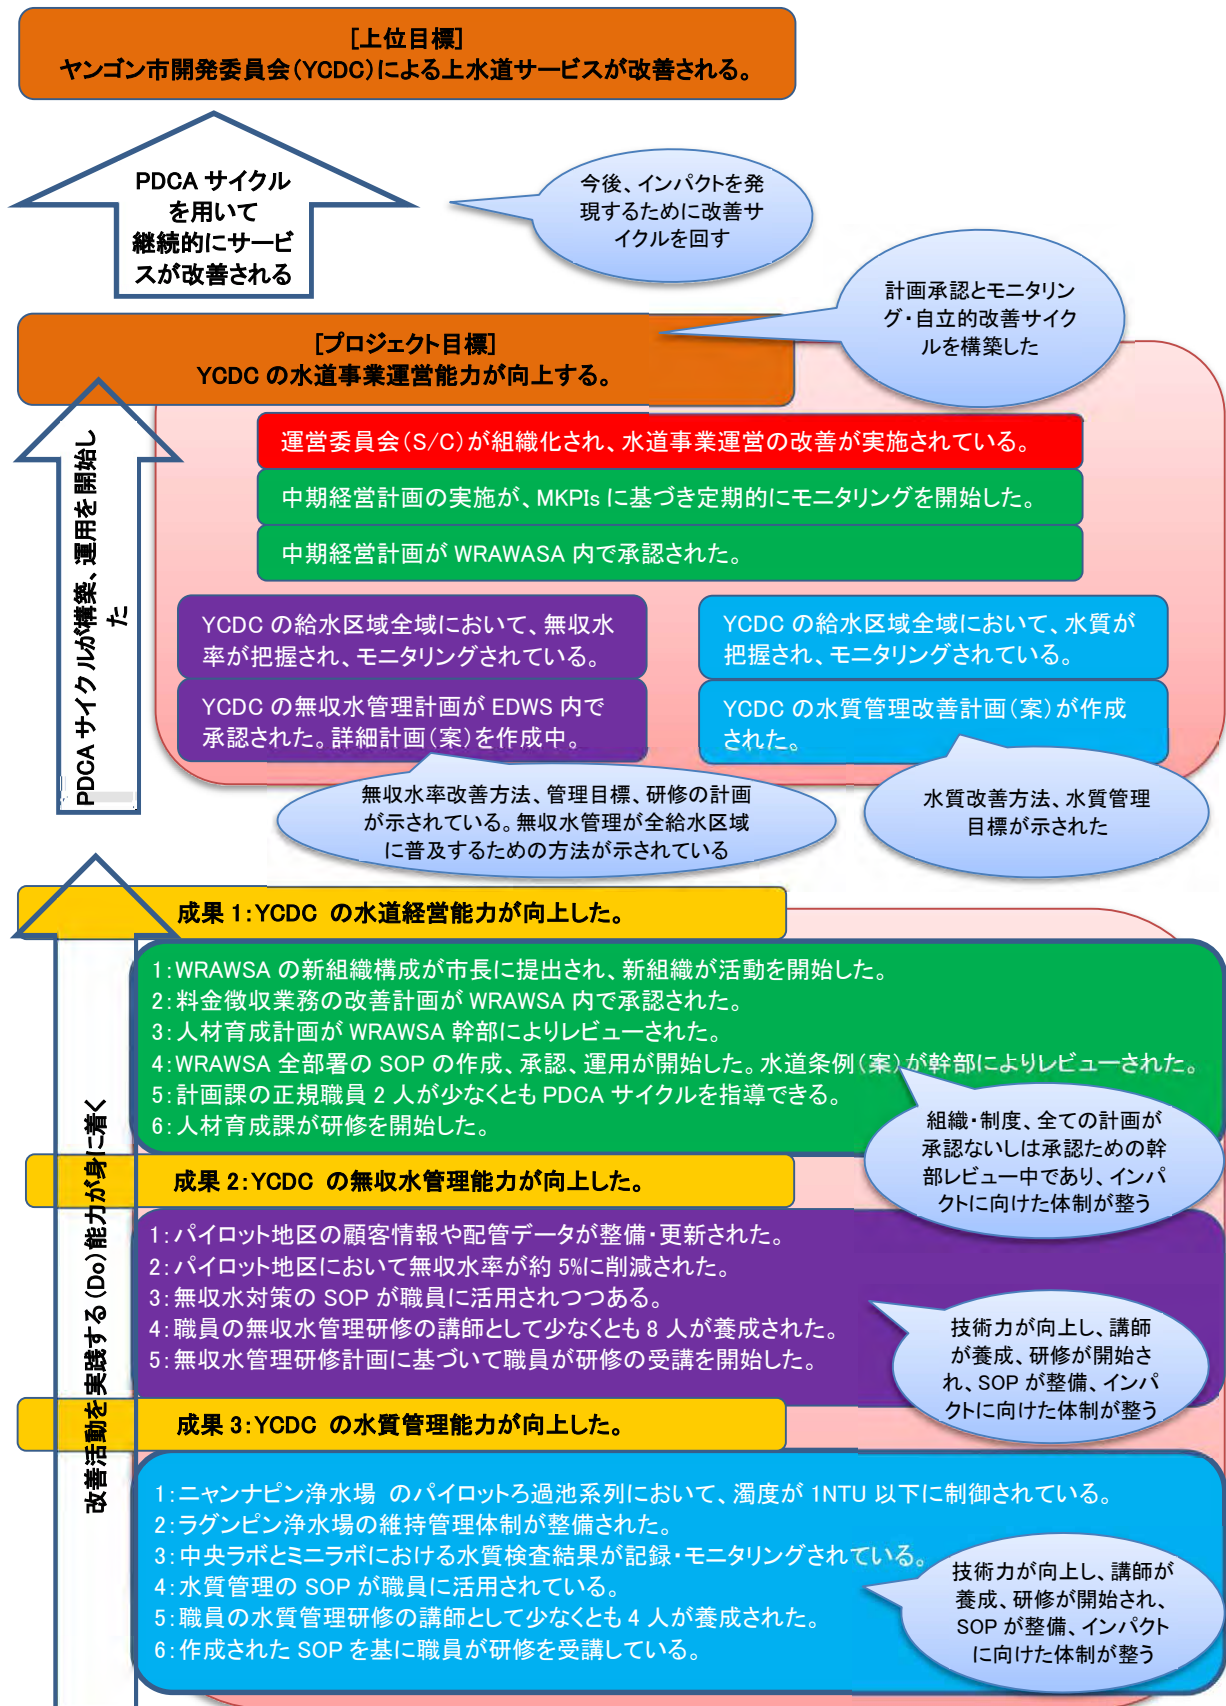 [上位目標]
ヤンゴン市開発委員会(YCDC)による上水道サービスが改善される。
PDCA サイクル
を用いて
継続的にサービ
スが改善される
今後、インパクトを発
現するために改善サ
イクルを回す
計画承認とモニタリン
グ・自立的改善サイク
ルを構築した
[プロジェクト目標]
YCDC の水道事業運営能力が向上する。
PDCA サイクルが構築、運用を開始し
た
運営委員会(S/C)が組織化され、水道事業運営の改善が実施されている。
中期経営計画の実施が、MKPIs に基づき定期的にモニタリングを開始した。
中期経営計画が WRAWASA 内で承認された。
YCDC の給水区域全域において、無収水
率が把握され、モニタリングされている。
YCDC の無収水管理計画が EDWS 内で
承認された。詳細計画(案)を作成中。
YCDC の給水区域全域において、水質が
把握され、モニタリングされている。
YCDC の水質管理改善計画(案)が作成
された。
無収水率改善方法、管理目標、研修の計画
が示されている。無収水管理が全給水区域
に普及するための方法が示されている
水質改善方法、水質管理
目標が示された
改善活動を実践する(Do)能力が身に着く
成果 1:YCDC の水道経営能力が向上した。
1:WRAWSA の新組織構成が市長に提出され、新組織が活動を開始した。
2:料金徴収業務の改善計画が WRAWSA 内で承認された。
3:人材育成計画が WRAWSA 幹部によりレビューされた。
4:WRAWSA 全部署の SOP の作成、承認、運用が開始した。水道条例(案)が幹部によりレビューされた。
5:計画課の正規職員 2 人が少なくとも PDCA サイクルを指導できる。
6:人材育成課が研修を開始した。
組織・制度、全ての計画が
承認ないしは承認ための幹
部レビュー中であり、インパ
クトに向けた体制が整う
成果 2:YCDC の無収水管理能力が向上した。
1:パイロット地区の顧客情報や配管データが整備・更新された。
2:パイロット地区において無収水率が約 5%に削減された。
3:無収水対策の SOP が職員に活用されつつある。
4:職員の無収水管理研修の講師として少なくとも 8 人が養成された。
5:無収水管理研修計画に基づいて職員が研修の受講を開始した。
技術力が向上し、講師
が養成、研修が開始さ
れ、SOP が整備、インパ
クトに向けた体制が整う
成果 3:YCDC の水質管理能力が向上した。
1:ニャンナピン浄水場 のパイロットろ過池系列において、濁度が 1NTU 以下に制御されている。
2:ラグンピン浄水場の維持管理体制が整備された。
3:中央ラボとミニラボにおける水質検査結果が記録・モニタリングされている。
4:水質管理の SOP が職員に活用されている。
5:職員の水質管理研修の講師として少なくとも 4 人が養成された。
6:作成された SOP を基に職員が研修を受講している。
技術力が向上し、講師が
養成、研修が開始され、
SOP が整備、インパクト
に向けた体制が整う